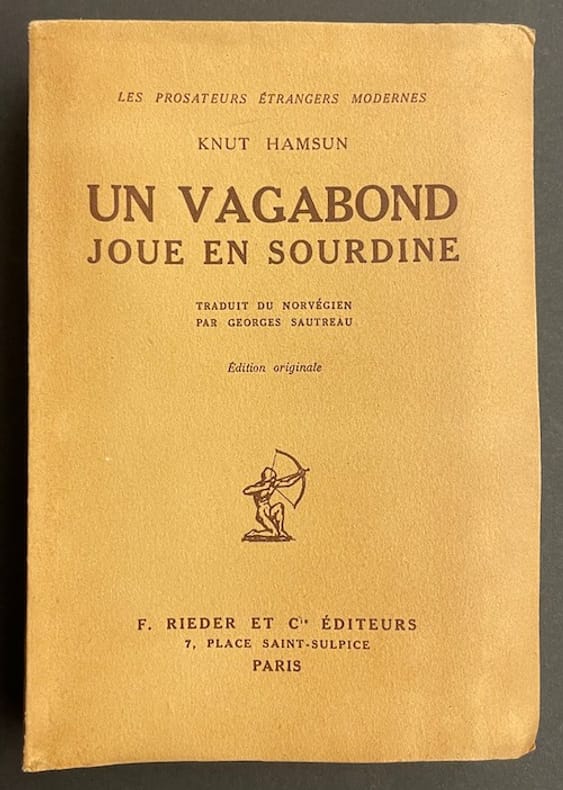 LES PROSATEURS ÉTRANGERS MODERNES
KNUT HAMSUN
UN VAGABOND
JOUE EN SOURDINE
TRADUIT DU NORVÉGIEN
PAR GEORGES SAUTREAU
Édition originale
F. RIEDER ET Cie ÉDITEURS
7, PLACE SAINT-SULPICE
PARIS